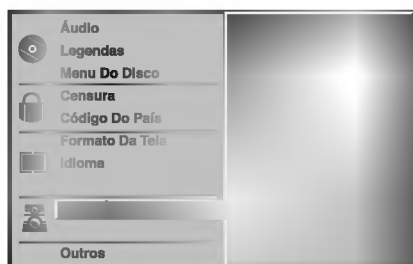 Áudio
Legendas
Menu Do Disco
Censura
Código Do País
Formato Da Tela
Idioma
Outros